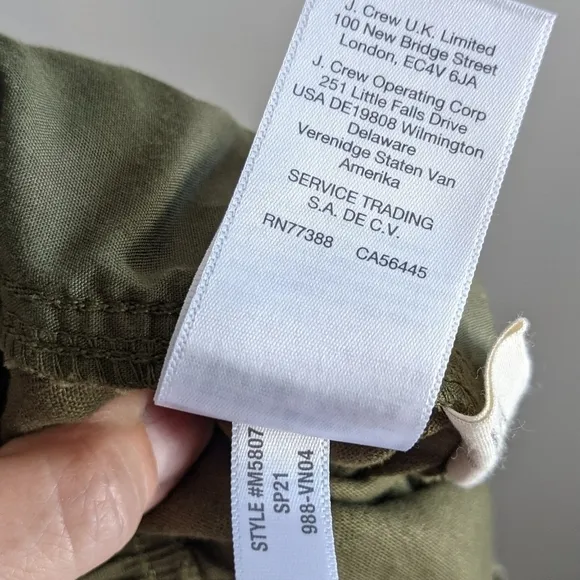 J. Crew U.K. Limited
100 New Bridge Street
London, EC4V 6JA
J. Crew Operating Corp
251 Little Falls Drive
USA DE19808 Wilmington
Delaware
Verenidge Staten Van
Amerika
SERVICE TRADING
S.A. DE C.V.
RN77388 CA56445
STYLE #M5807
SP21
988-VN04